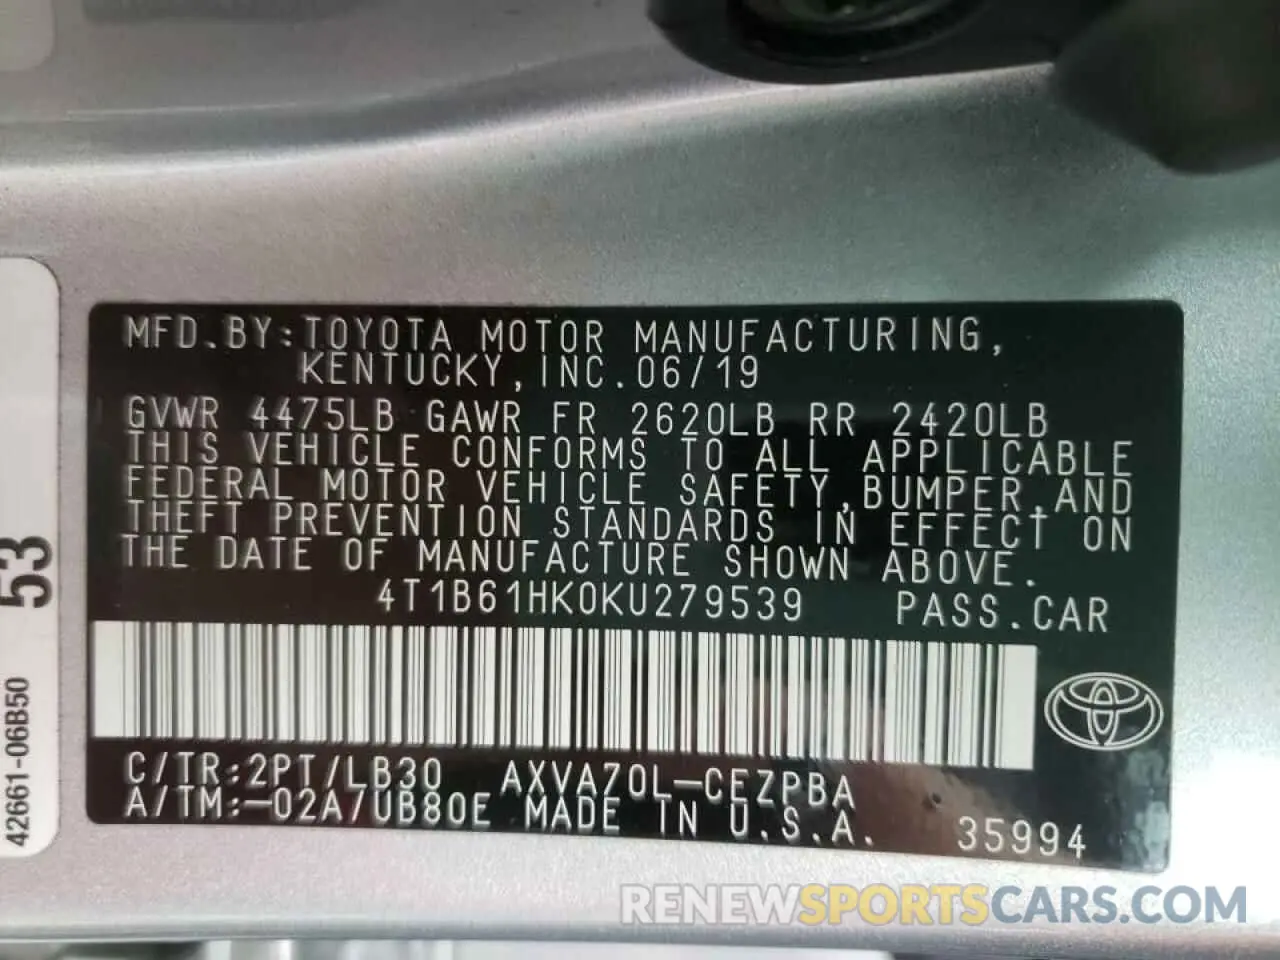 MFD.BY:TOYOTA MOTOR MANUFACTURING,
KENTUCKY,INC.06/19
GVWR 4475LB GAWR FR 2620LB RR 2420LB
THIS VEHICLE CONFORMS TO ALL APPLICABLE
FEDERAL MOTOR VEHICLE SAFETY,BUMPER,AND
THEFT PREVENTION STANDARDS IN EFFECT ON
THE DATE OF MANUFACTURE SHOWN ABOVE.
4T1B61HK0KU279539 PASS.CAR
C/TR:2PT/LB30 AXVA70L-CEZPBA
A/TM:-02A/UB80E MADE IN U.S.A. 35994
53
42661-06B50
RENEWSPORTSCARS.COM